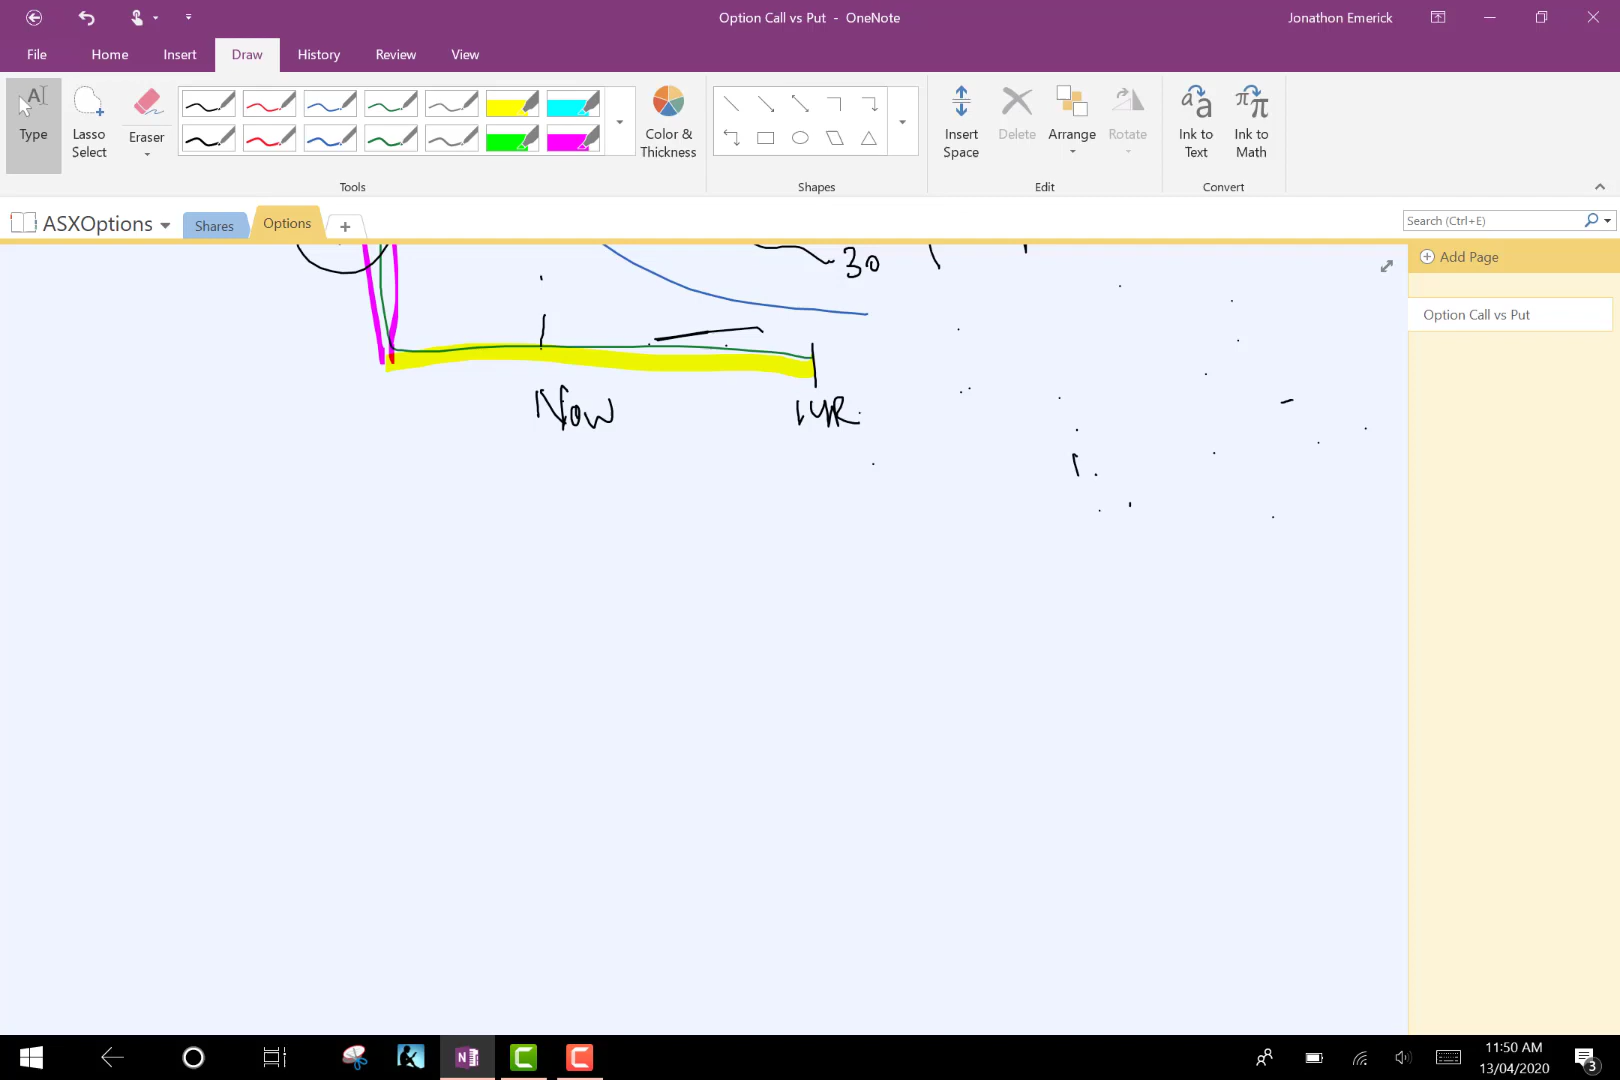 Option Call vs Put - OneNote
Jonathon Emerick
File Home Insert Draw History Review View
Type
Lasso Select
Eraser
Color & Thickness
Insert Space
Delete
Arrange
Rotate
Ink to Text
Ink to Math
Tools
Shapes
Edit
Convert
ASXOptions
Shares
Options
+
Search (Ctrl+E)
Add Page
Option Call vs Put
30
Now
1YR
11:50 AM
13/04/2020
3